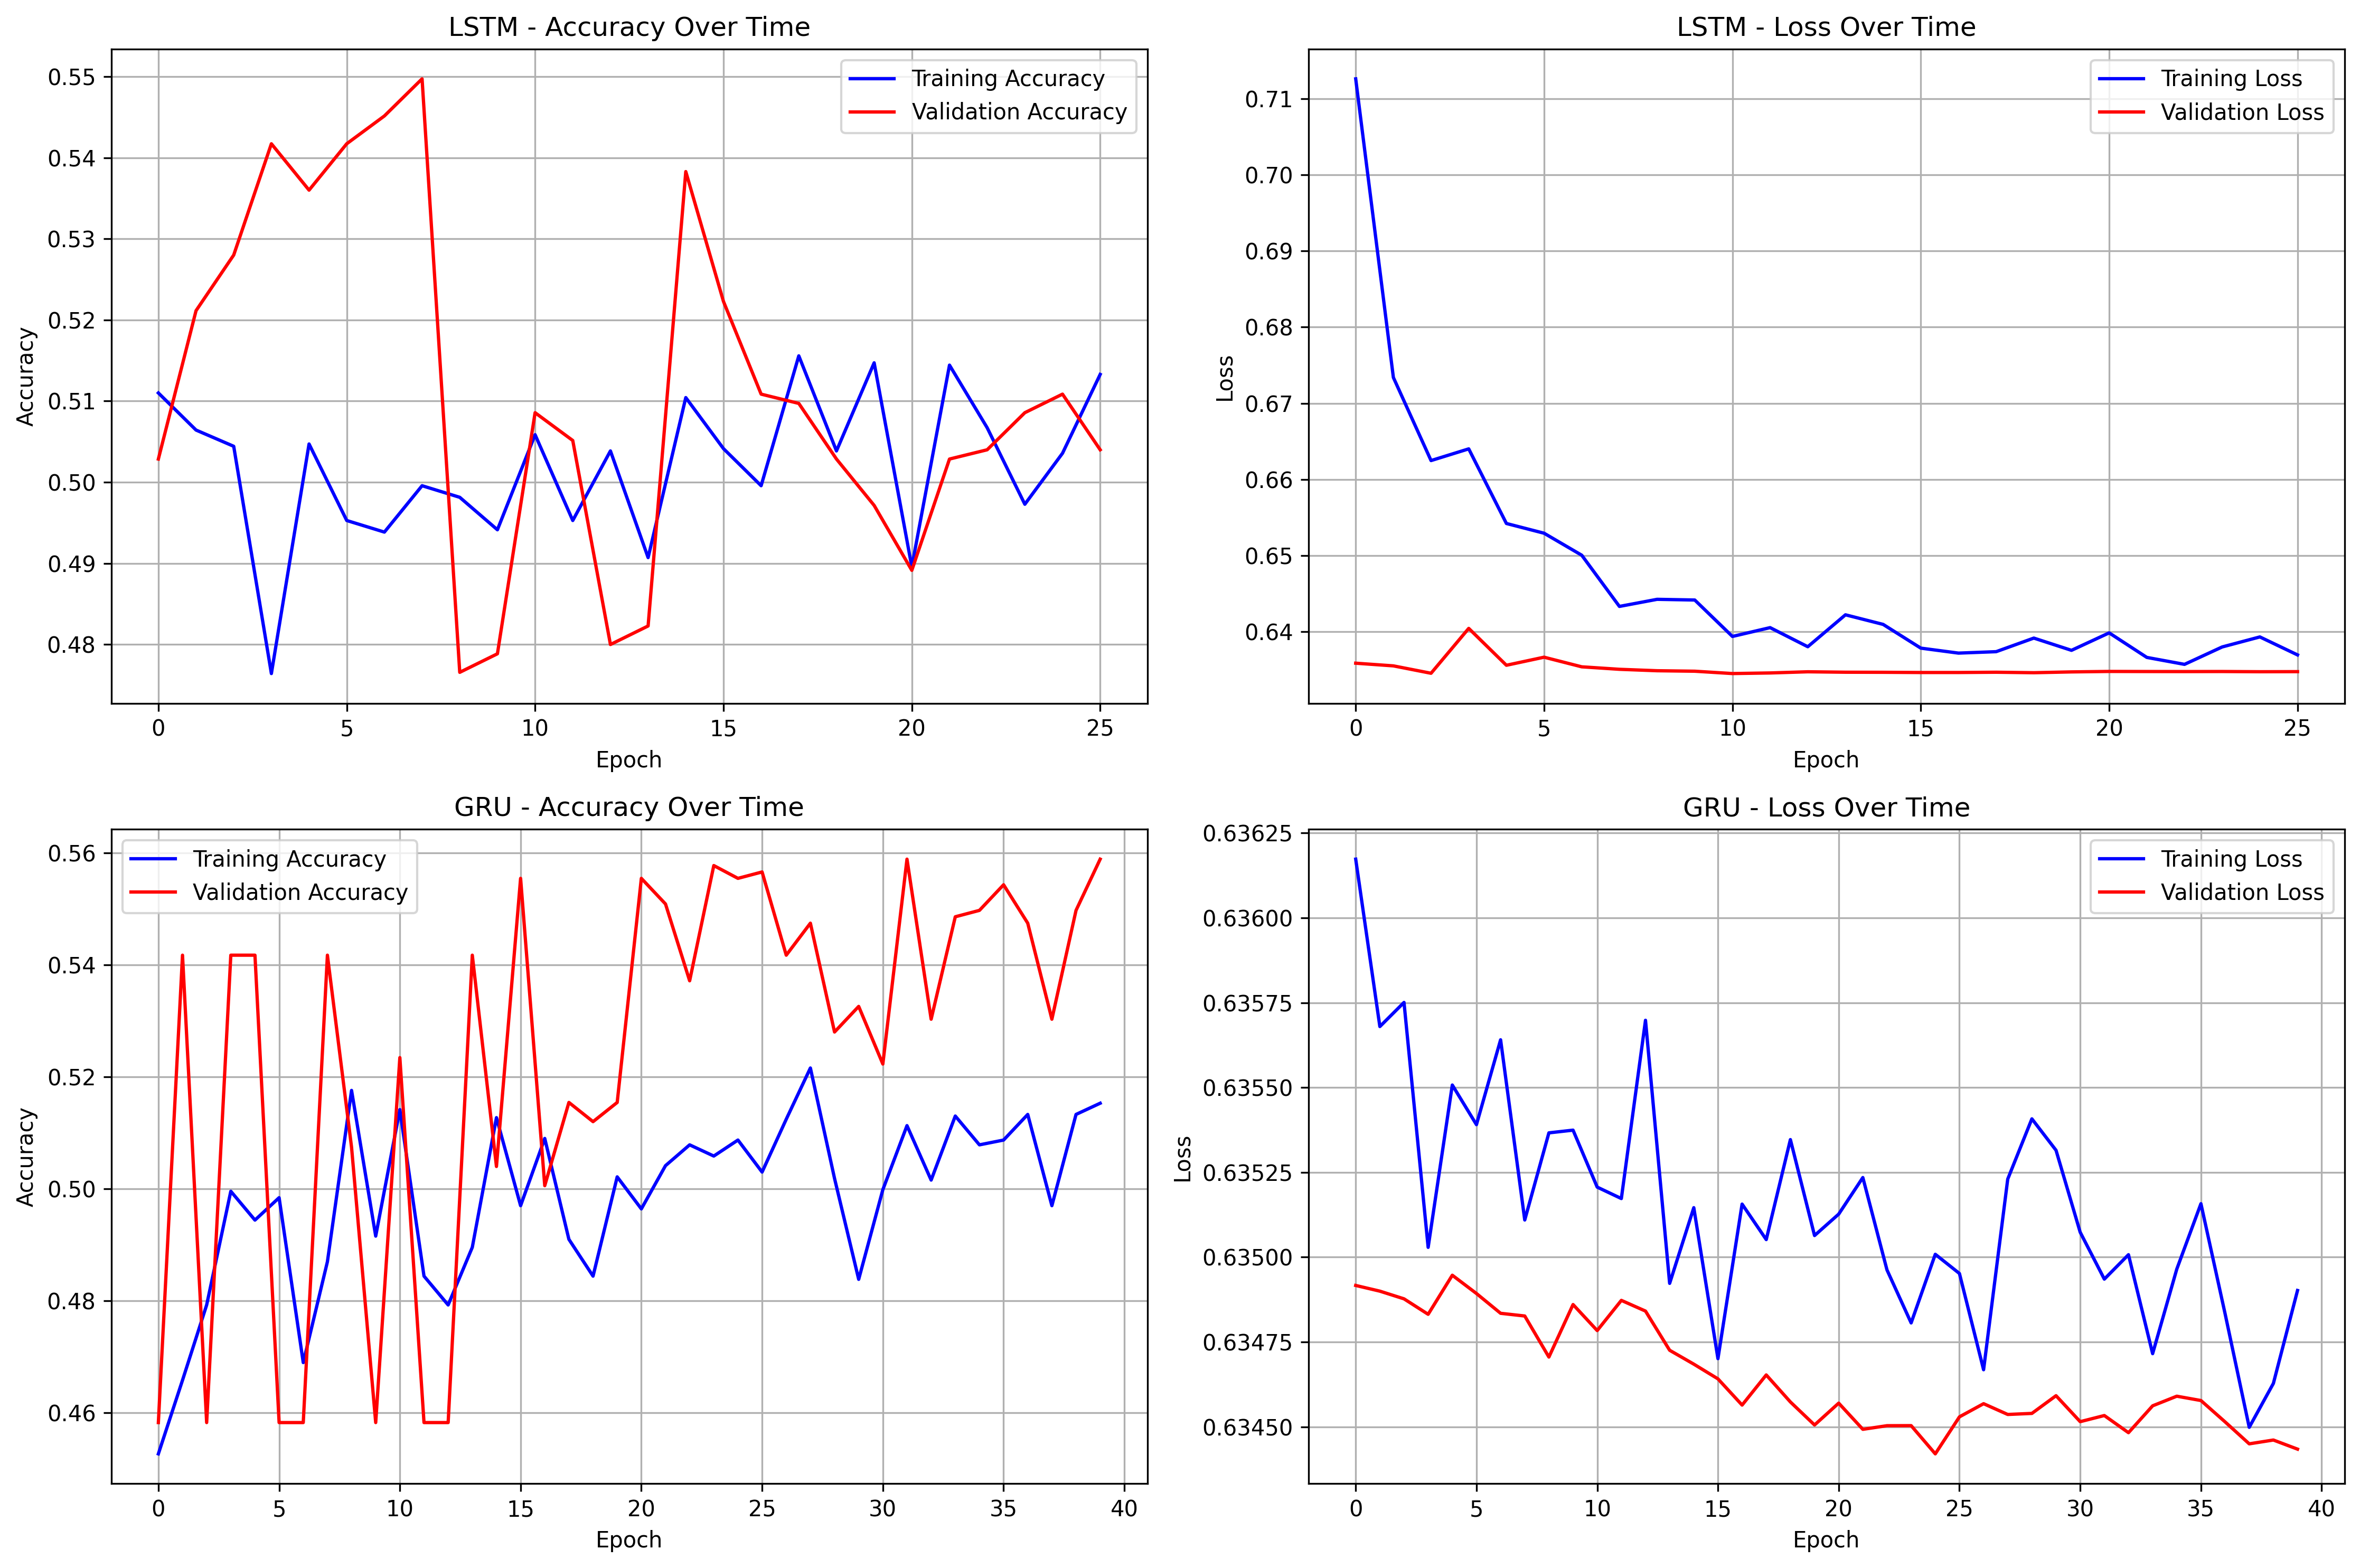 LSTM - Accuracy Over Time
Accuracy
0.55
0.54
0.53
0.52
0.51
0.50
0.49
0.48
Training Accuracy
Validation Accuracy
0 5 10 15 20 25
Epoch
LSTM - Loss Over Time
Loss
0.71
0.70
0.69
0.68
0.67
0.66
0.65
0.64
Training Loss
Validation Loss
0 5 10 15 20 25
Epoch
GRU - Accuracy Over Time
Accuracy
0.56
0.54
0.52
0.50
0.48
0.46
Training Accuracy
Validation Accuracy
0 5 10 15 20 25 30 35 40
Epoch
GRU - Loss Over Time
Loss
0.63625
0.63600
0.63575
0.63550
0.63525
0.63500
0.63475
0.63450
Training Loss
Validation Loss
0 5 10 15 20 25 30 35 40
Epoch